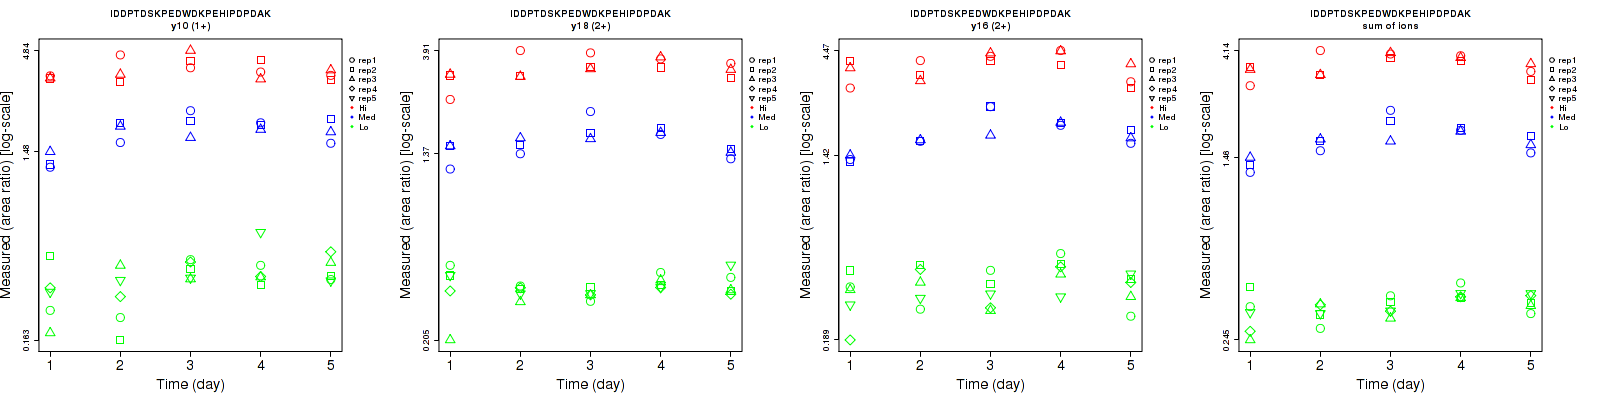 IDDPTDSKPEDWDKPEHIPDPDAK
y10 (1+)
Measured (area ratio) [log-scale]
4.84
1.48
0.163
1 2 3 4 5
Time (day)
rep1
rep2
rep3
rep4
rep5
Hi
Med
Lo
IDDPTDSKPEDWDKPEHIPDPDAK
y18 (2+)
Measured (area ratio) [log-scale]
3.91
1.37
0.205
1 2 3 4 5
Time (day)
rep1
rep2
rep3
rep4
rep5
Hi
Med
Lo
IDDPTDSKPEDWDKPEHIPDPDAK
y16 (2+)
Measured (area ratio) [log-scale]
4.47
1.42
0.189
1 2 3 4 5
Time (day)
rep1
rep2
rep3
rep4
rep5
Hi
Med
Lo
IDDPTDSKPEDWDKPEHIPDPDAK
sum of ions
Measured (area ratio) [log-scale]
4.14
1.48
0.245
1 2 3 4 5
Time (day)
rep1
rep2
rep3
rep4
rep5
Hi
Med
Lo